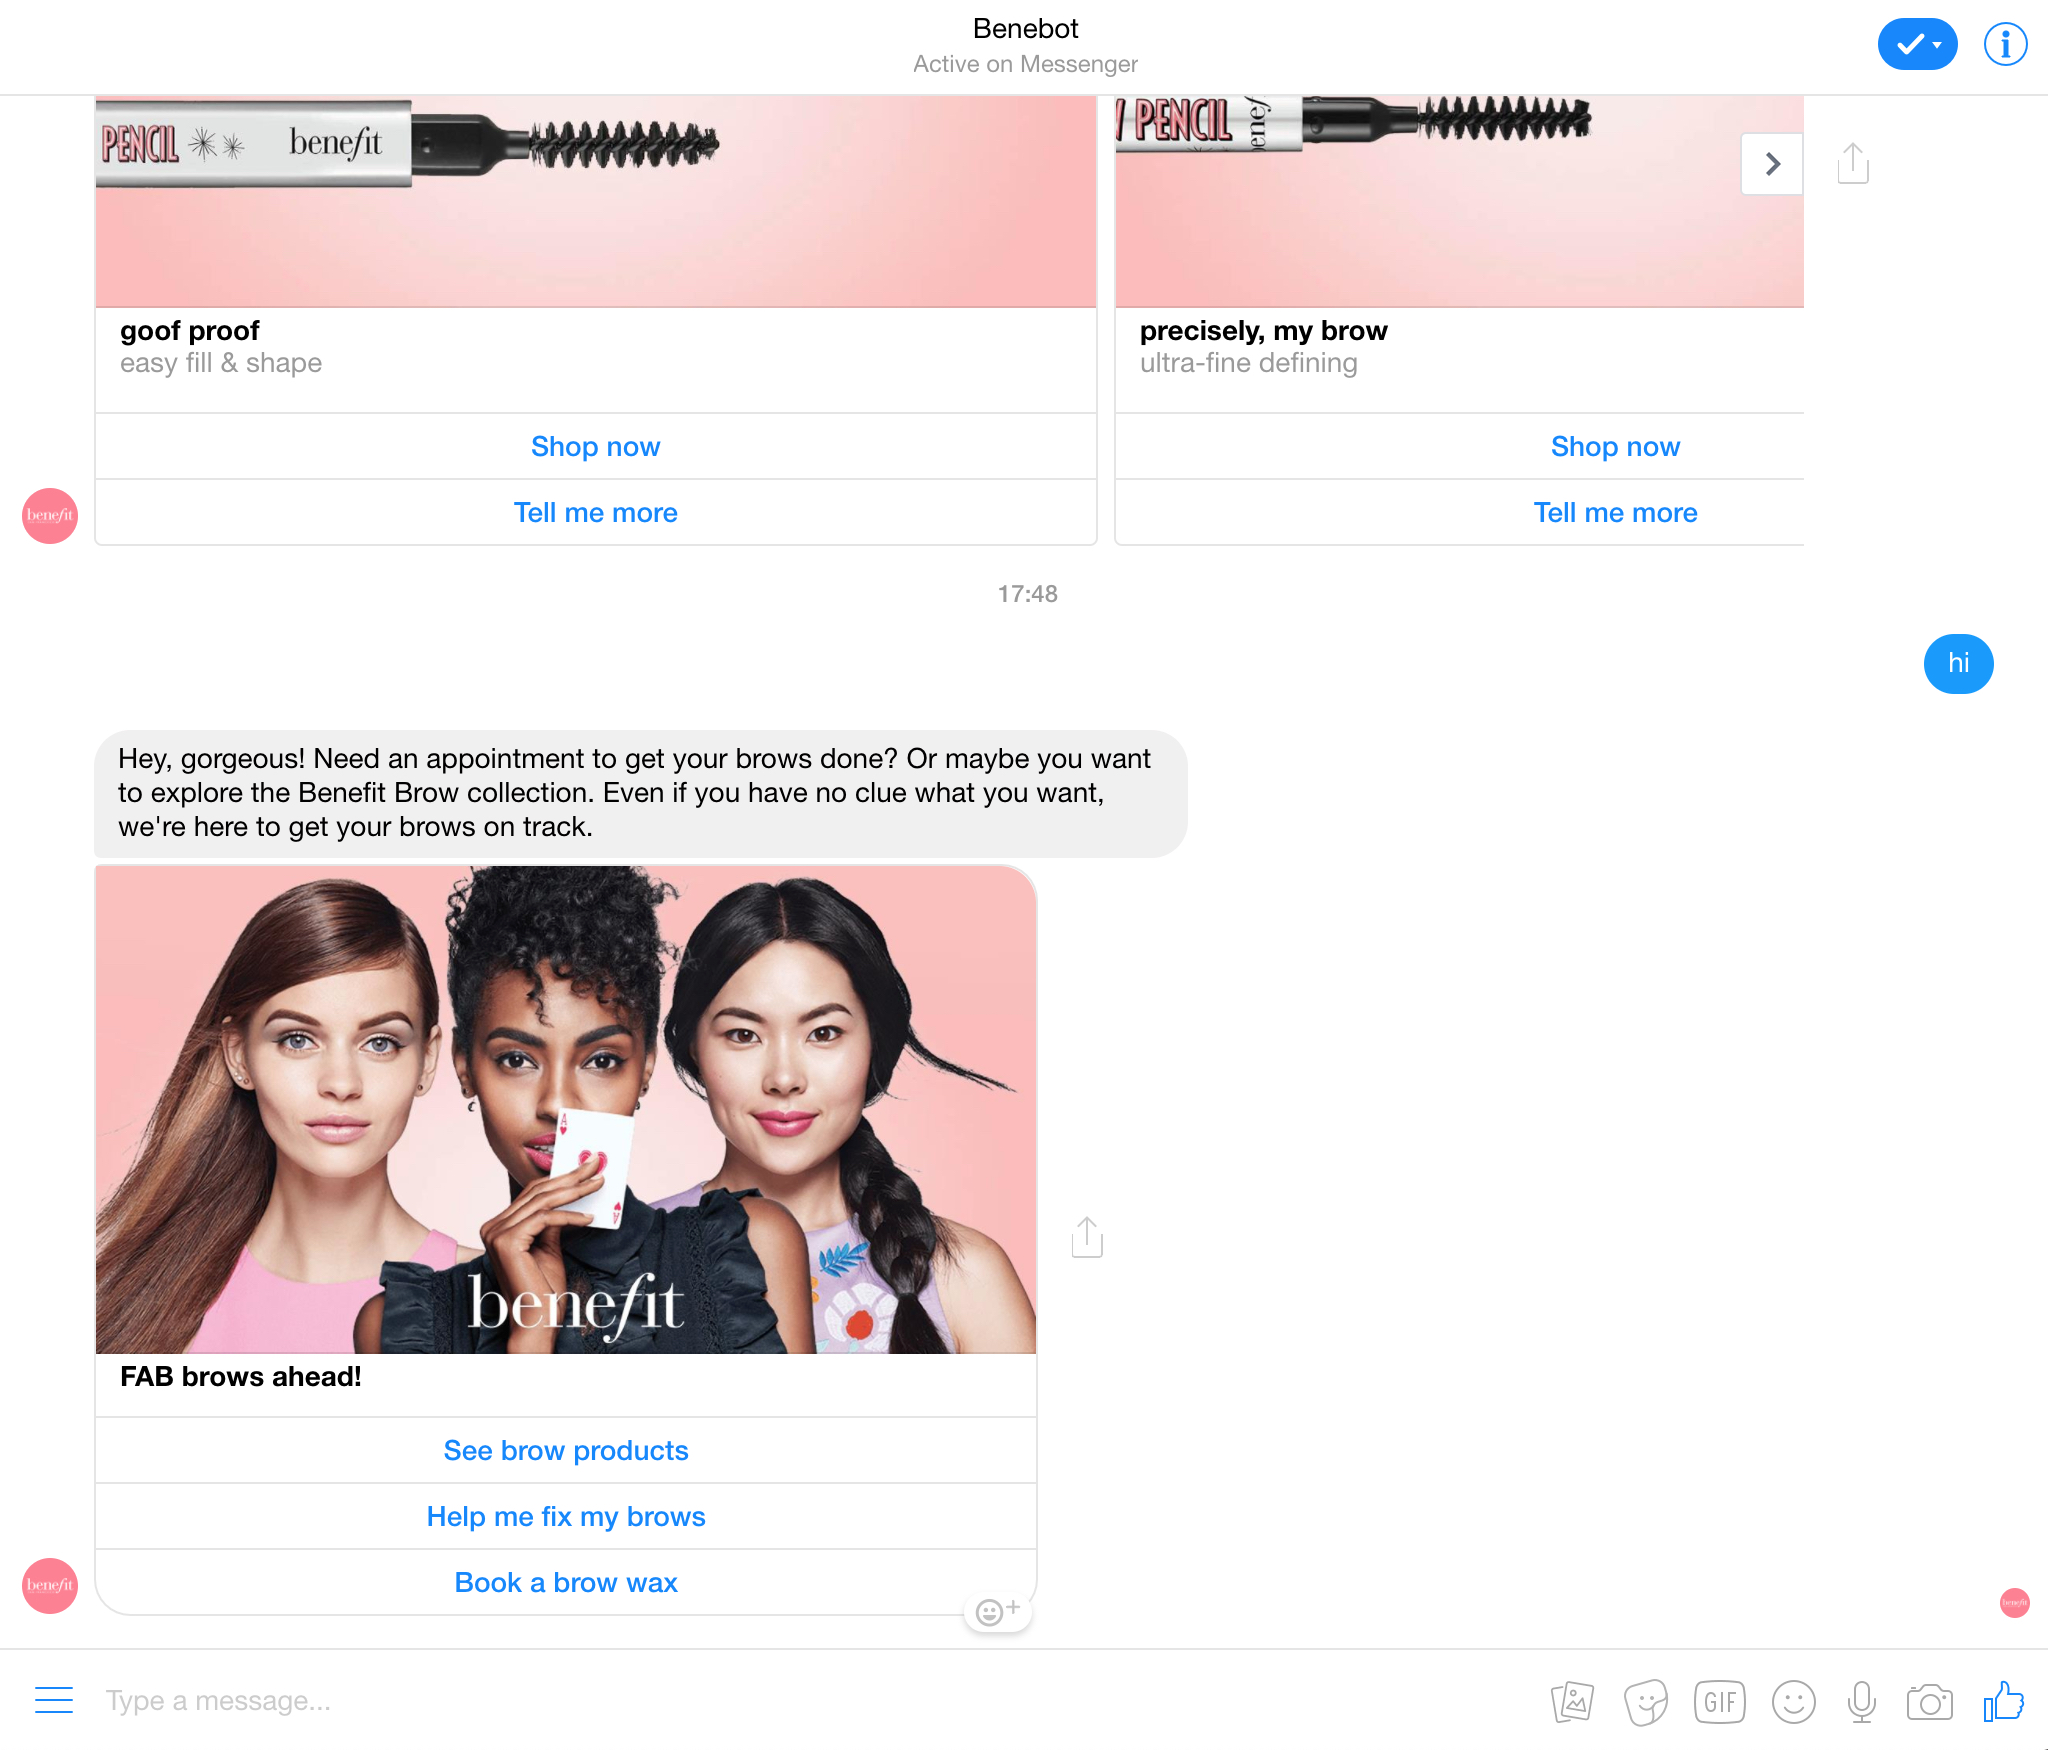 Benebot
Active on Messenger
PENCIL benefit
PENCIL benef
goof proof
easy fill & shape
Shop now
Tell me more
precisely, my brow
ultra-fine defining
Shop now
Tell me more
benefit
17:48
hi
Hey, gorgeous! Need an appointment to get your brows done? Or maybe you want
to explore the Benefit Brow collection. Even if you have no clue what you want,
we're here to get your brows on track.
A
A
benefit
FAB brows ahead!
See brow products
Help me fix my brows
Book a brow wax
benefit
benefit
Type a message...
GIF